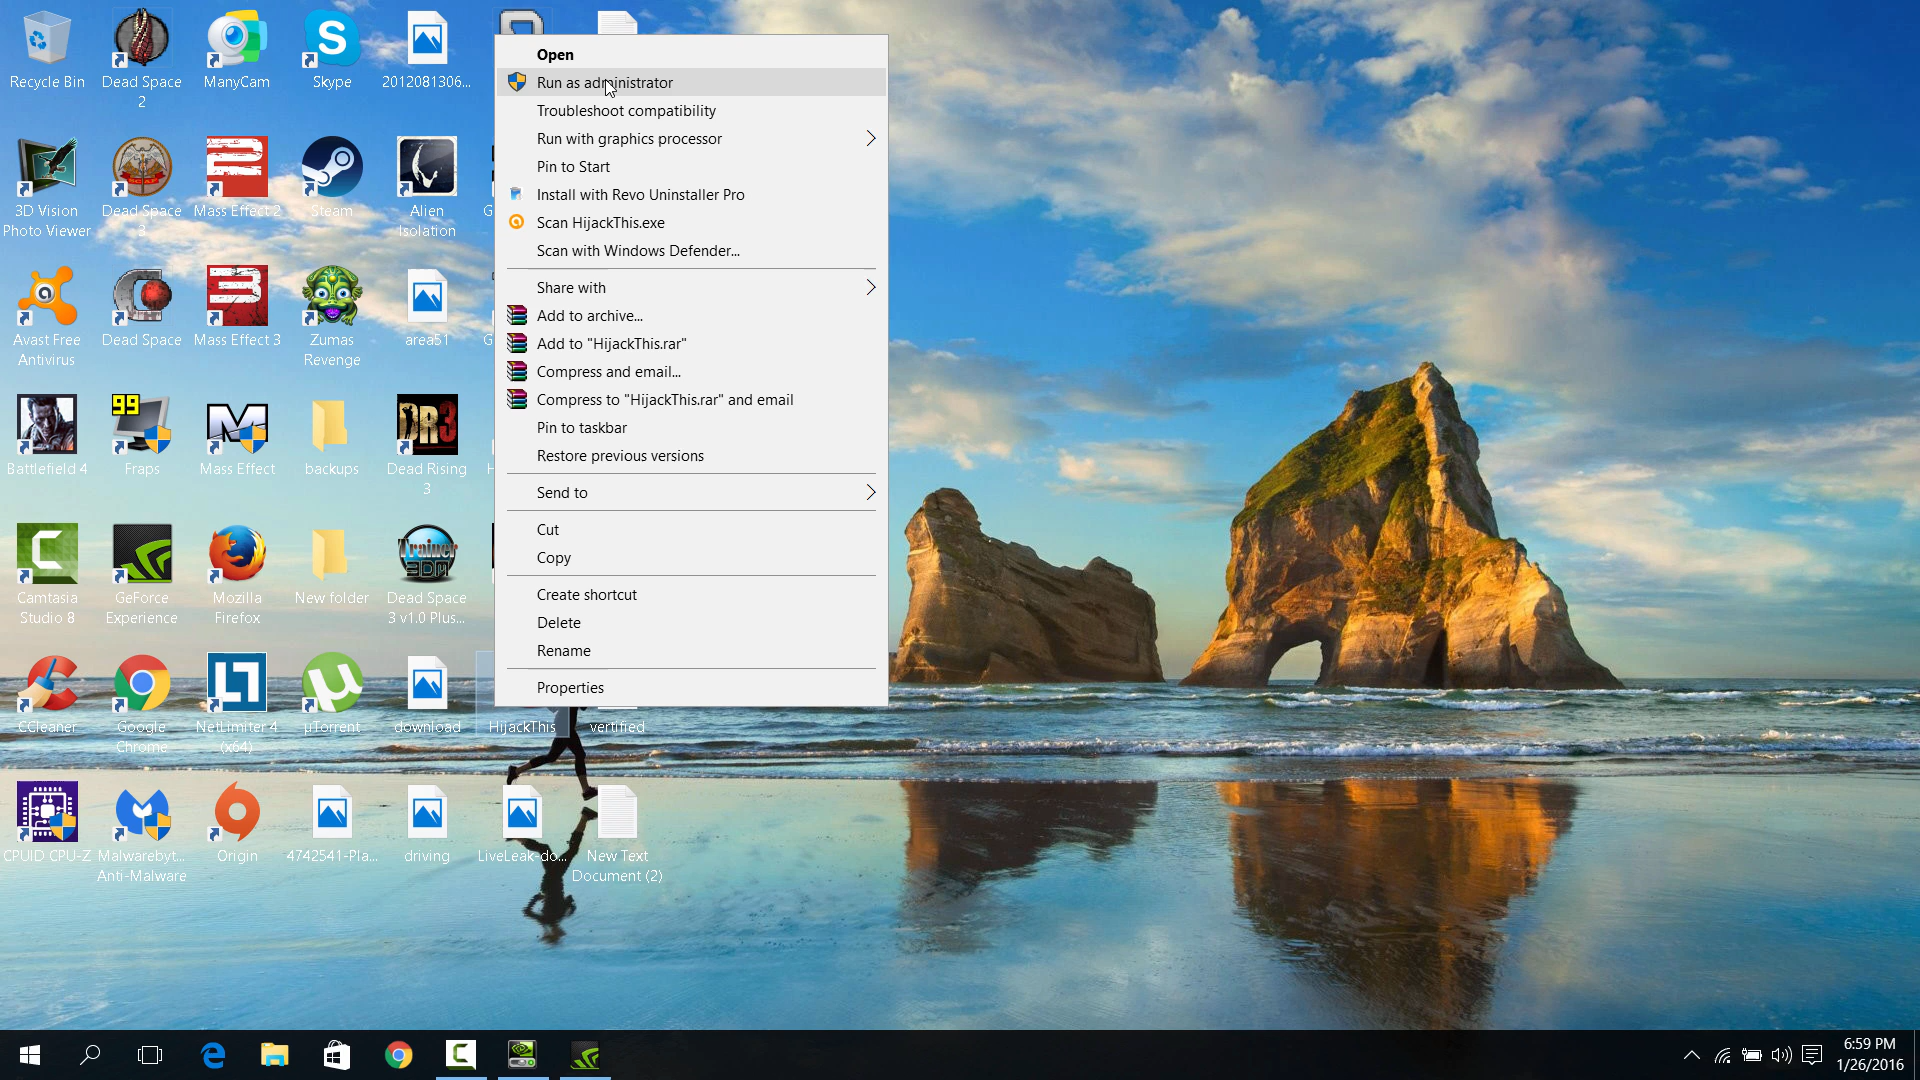 Recycle Bin
Dead Space
2
ManyCam
Skype
2012081306...
3D Vision
Photo Viewer
Dead Space
3
Mass Effect 2
Steam
Alien
Isolation
G
Avast Free
Antivirus
Dead Space
Mass Effect 3
Zumas
Revenge
area51
G
99
DR3
Battlefield 4
Fraps
Mass Effect
backups
Dead Rising
3
H
Trainer
3DM
Camtasia
Studio 8
GeForce
Experience
Mozilla
Firefox
New folder
Dead Space
3 v1.0 Plus...
CCleaner
Google
Chrome
NetLimiter 4
(x64)
µTorrent
download
HijackThis
vertified
CPUID CPU-Z
Malwarebyt...
Anti-Malware
Origin
4742541-Pla...
driving
LiveLeak-do...
New Text
Document (2)
Open
Run as administrator
Troubleshoot compatibility
Run with graphics processor
Pin to Start
Install with Revo Uninstaller Pro
Scan HijackThis.exe
Scan with Windows Defender...
Share with
Add to archive...
Add to "HijackThis.rar"
Compress and email...
Compress to "HijackThis.rar" and email
Pin to taskbar
Restore previous versions
Send to
Cut
Copy
Create shortcut
Delete
Rename
Properties
6:59 PM
1/26/2016